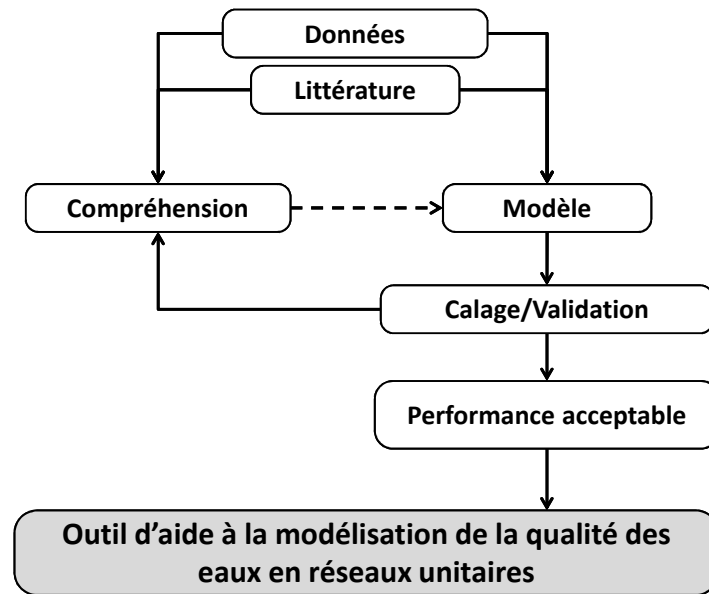 Données
Littérature
Compréhension
Modèle
Calage/Validation
Performance acceptable
Outil d'aide à la modélisation de la qualité des
eaux en réseaux unitaires